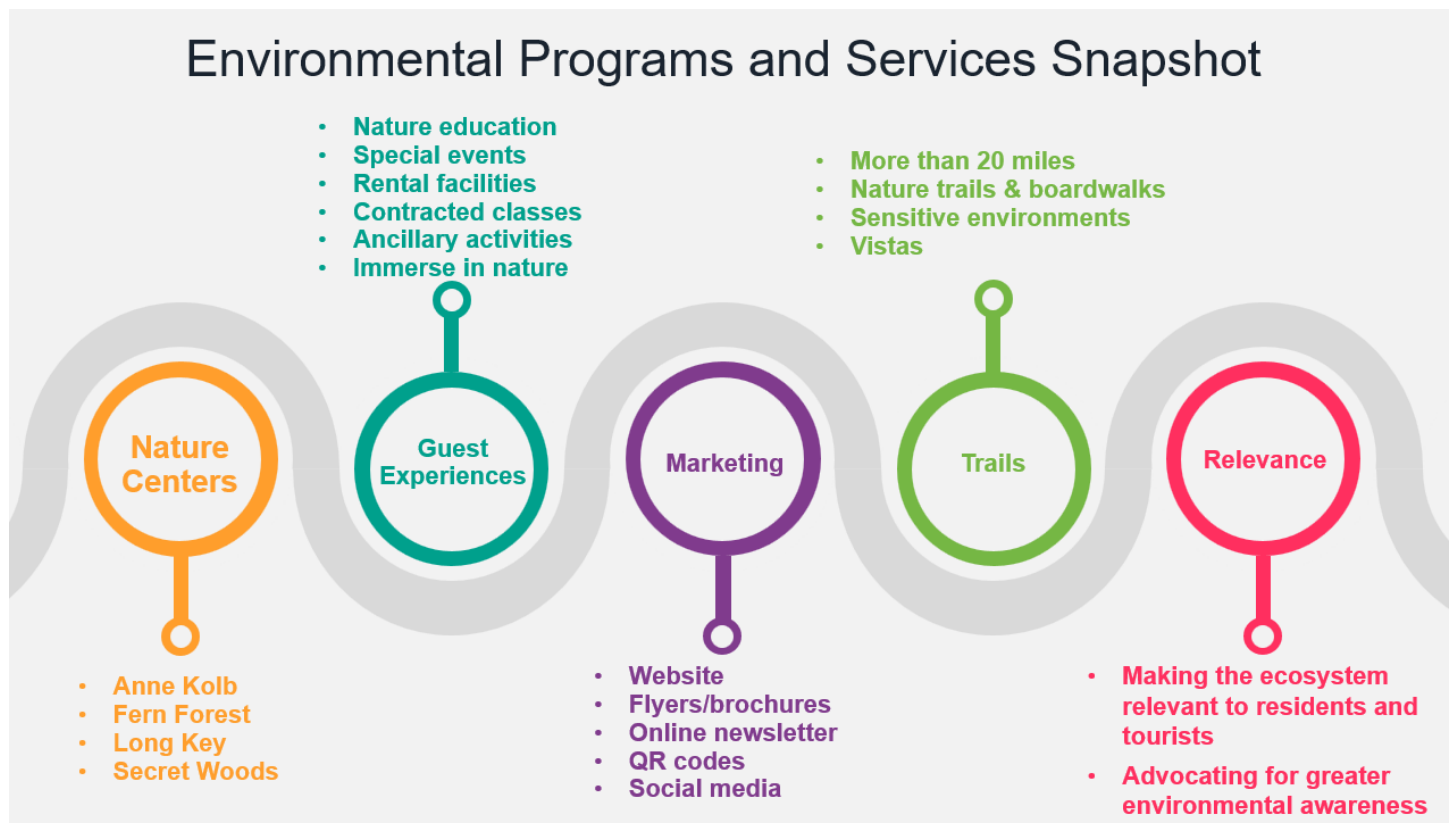 Environmental Programs and Services Snapshot
• Nature education
• Special events
• Rental facilities
• Contracted classes
• Ancillary activities
• Immerse in nature
• More than 20 miles
• Nature trails & boardwalks
• Sensitive environments
• Vistas
Nature
Centers
Guest
Experiences
Marketing
Trails
Relevance
• Anne Kolb
• Fern Forest
• Long Key
• Secret Woods
• Website
• Flyers/brochures
• Online newsletter
• QR codes
• Social media
• Making the ecosystem
relevant to residents and
tourists
• Advocating for greater
environmental awareness